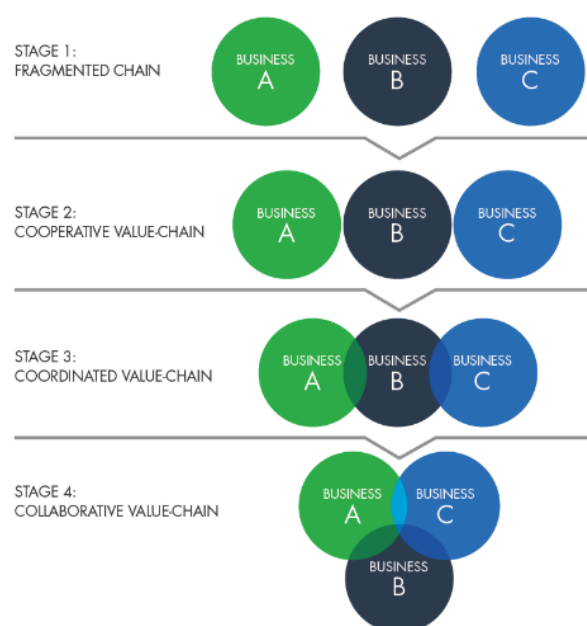 STAGE 1:
FRAGMENTED CHAIN
BUSINESS
A
BUSINESS
B
BUSINESS
C
STAGE 2:
COOPERATIVE VALUE-CHAIN
BUSINESS
A
BUSINESS
B
BUSINESS
C
STAGE 3:
COORDINATED VALUE-CHAIN
BUSINESS
A
BUSINESS
B
BUSINESS
C
STAGE 4:
COLLABORATIVE VALUE-CHAIN
BUSINESS
A
BUSINESS
C
BUSINESS
B